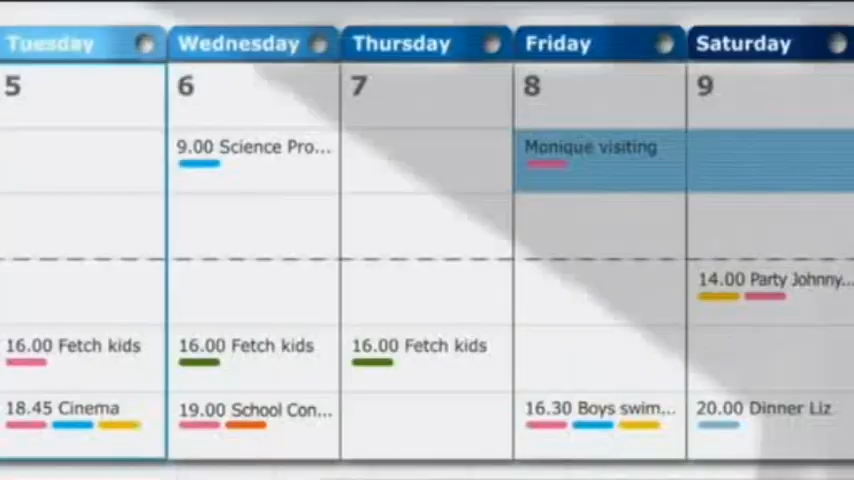 Tuesday Wednesday Thursday Friday Saturday
5 6 7 8 9
9.00 Science Pro... Monique visiting
14.00 Party Johnny...
16.00 Fetch kids 16.00 Fetch kids 16.00 Fetch kids
18.45 Cinema 19.00 School Con... 16.30 Boys swim... 20.00 Dinner Liz